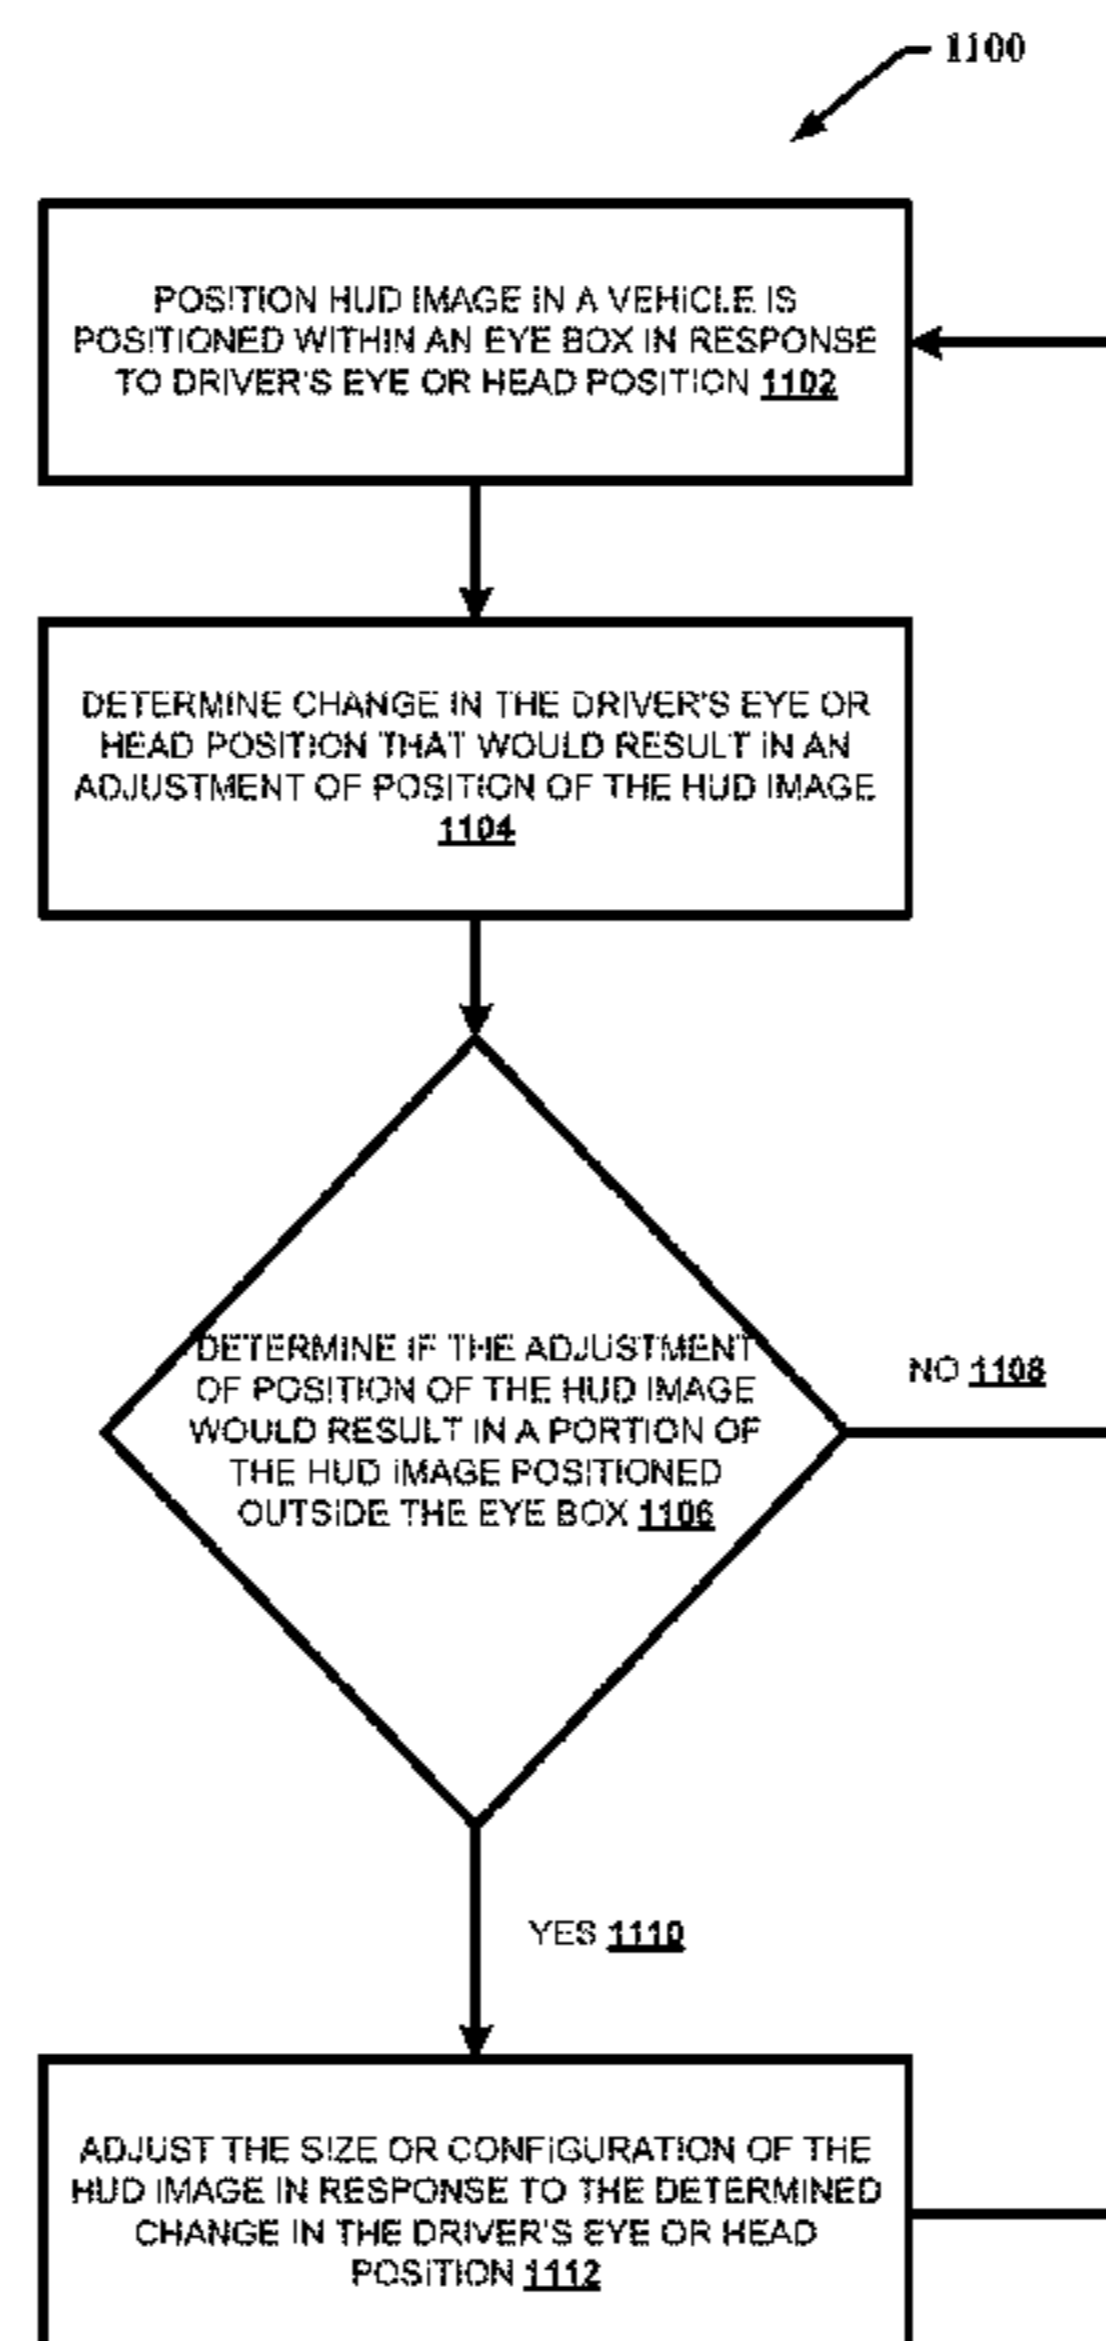 1100
POSITION HUD IMAGE IN A VEHICLE IS
POSITIONED WITHIN AN EYE BOX IN RESPONSE
TO DRIVER'S EYE OR HEAD POSITION 1102
DETERMINE CHANGE IN THE DRIVER'S EYE OR
HEAD POSITION THAT WOULD RESULT IN AN
ADJUSTMENT OF POSITION OF THE HUD IMAGE
1104
DETERMINE IF THE ADJUSTMENT
OF POSITION OF THE HUD IMAGE
WOULD RESULT IN A PORTION OF
THE HUD IMAGE POSITIONED
OUTSIDE THE EYE BOX 1106
NO 1108
YES 1110
ADJUST THE SIZE OR CONFIGURATION OF THE
HUD IMAGE IN RESPONSE TO THE DETERMINED
CHANGE IN THE DRIVER'S EYE OR HEAD
POSITION 1112